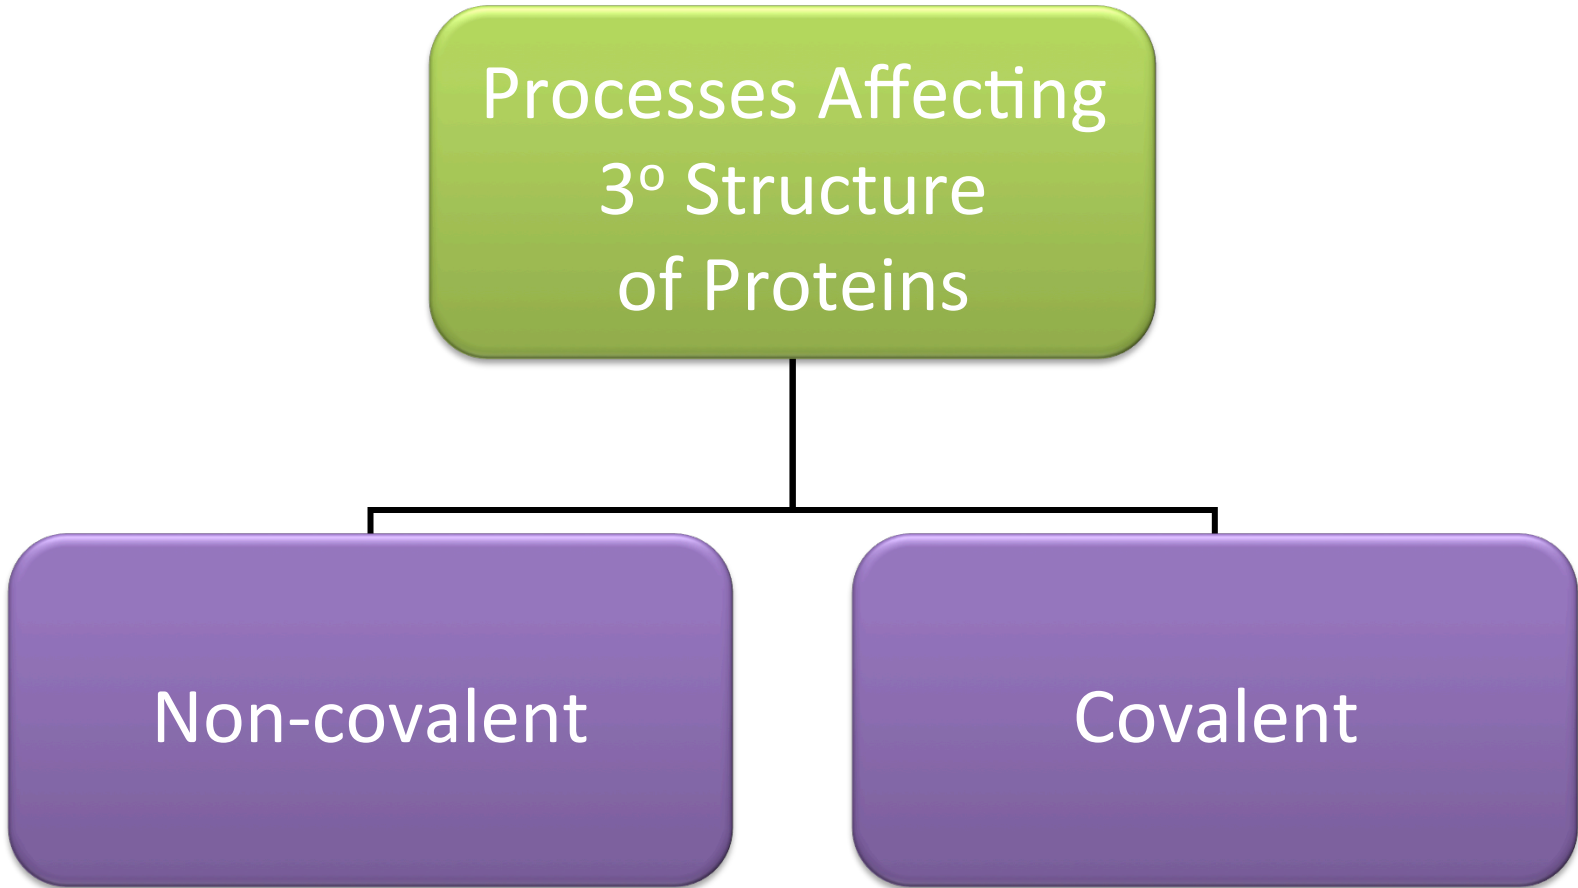 Processes Affecting
3º Structure
of Proteins
Non-covalent
Covalent